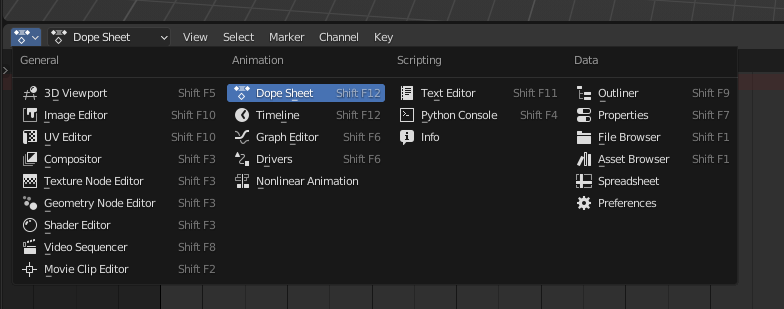 Dope Sheet View Select Marker Channel Key
General
3D Viewport Shift F5
Image Editor Shift F10
UV Editor Shift F10
Compositor Shift F3
Texture Node Editor Shift F3
Geometry Node Editor Shift F3
Shader Editor Shift F3
Video Sequencer Shift F8
Movie Clip Editor Shift F2
Animation
Dope Sheet Shift F12
Timeline Shift F12
Graph Editor Shift F6
Drivers Shift F6
Nonlinear Animation
Scripting
Text Editor Shift F11
Python Console Shift F4
Info
Data
Outliner Shift F9
Properties Shift F7
File Browser Shift F1
Asset Browser Shift F1
Spreadsheet
Preferences